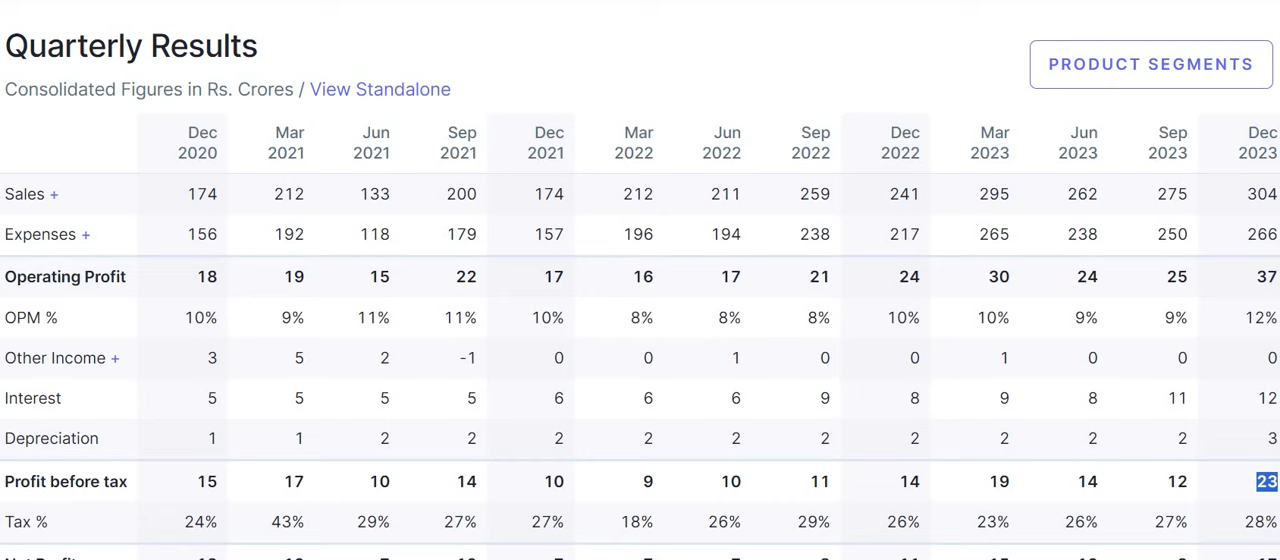 Quarterly Results
PRODUCT SEGMENTS
Consolidated Figures in Rs. Crores / View Standalone
Dec 2020 Mar 2021 Jun 2021 Sep 2021 Dec 2021 Mar 2022 Jun 2022 Sep 2022 Dec 2022 Mar 2023 Jun 2023 Sep 2023 Dec 2023
Sales + 174 212 133 200 174 212 211 259 241 295 262 275 304
Expenses + 156 192 118 179 157 196 194 238 217 265 238 250 266
Operating Profit 18 19 15 22 17 16 17 21 24 30 24 25 37
OPM % 10% 9% 11% 11% 10% 8% 8% 8% 10% 10% 9% 9% 12%
Other Income + 3 5 2 -1 0 0 1 0 0 1 0 0 0
Interest 5 5 5 5 6 6 6 9 8 9 8 11 12
Depreciation 1 1 2 2 2 2 2 2 2 2 2 2 3
Profit before tax 15 17 10 14 10 9 10 11 14 19 14 12 23
Tax % 24% 43% 29% 27% 27% 18% 26% 29% 26% 23% 26% 27% 28%